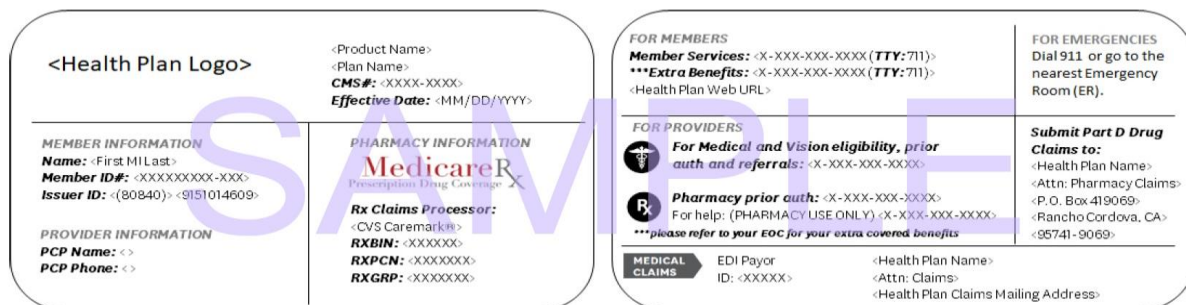 <Health Plan Logo>
<Product Name>
<Plan Name>
CMS#: <XXXX-XXXX>
Effective Date: <MM/DD/YYYY>
MEMBER INFORMATION
Name: <First MI Last>
Member ID#: <XXXXXXXXX-XXX>
Issuer ID: <(80840)> <9151014609>
PROVIDER INFORMATION
PCP Name: <>
PCP Phone: <>
PHARMACY INFORMATION
MedicareRx
Prescription Drug Coverage
Rx Claims Processor:
<CVS Caremark®>
RXBIN: <XXXXXX>
RXPCN: <XXXXXXX>
RXGRP: <XXXXXXX>
FOR MEMBERS
Member Services: <X-XXX-XXX-XXXX (TTY:711)>
***Extra Benefits: <X-XXX-XXX-XXXX (TTY:711)>
<Health Plan Web URL>
FOR EMERGENCIES
Dial 911 or go to the
nearest Emergency
Room (ER).
FOR PROVIDERS
For Medical and Vision eligibility, prior
auth and referrals: <X-XXX-XXX-XXXX>
Rx
Pharmacy prior auth: <X-XXX-XXX-XXXX>
For help: (PHARMACY USE ONLY) <X-XXX-XXX-XXXX>
***please refer to your EOC for your extra covered benefits
Submit Part D Drug
Claims to:
<Health Plan Name>
<Attn: Pharmacy Claims>
<P.O. Box 419069>
<Rancho Cordova, CA>
<95741-9069>
MEDICAL
CLAIMS
EDI Payor
ID: <XXXXX>
<Health Plan Name>
<Attn: Claims>
<Health Plan Claims Mailing Address>
SAMPLE